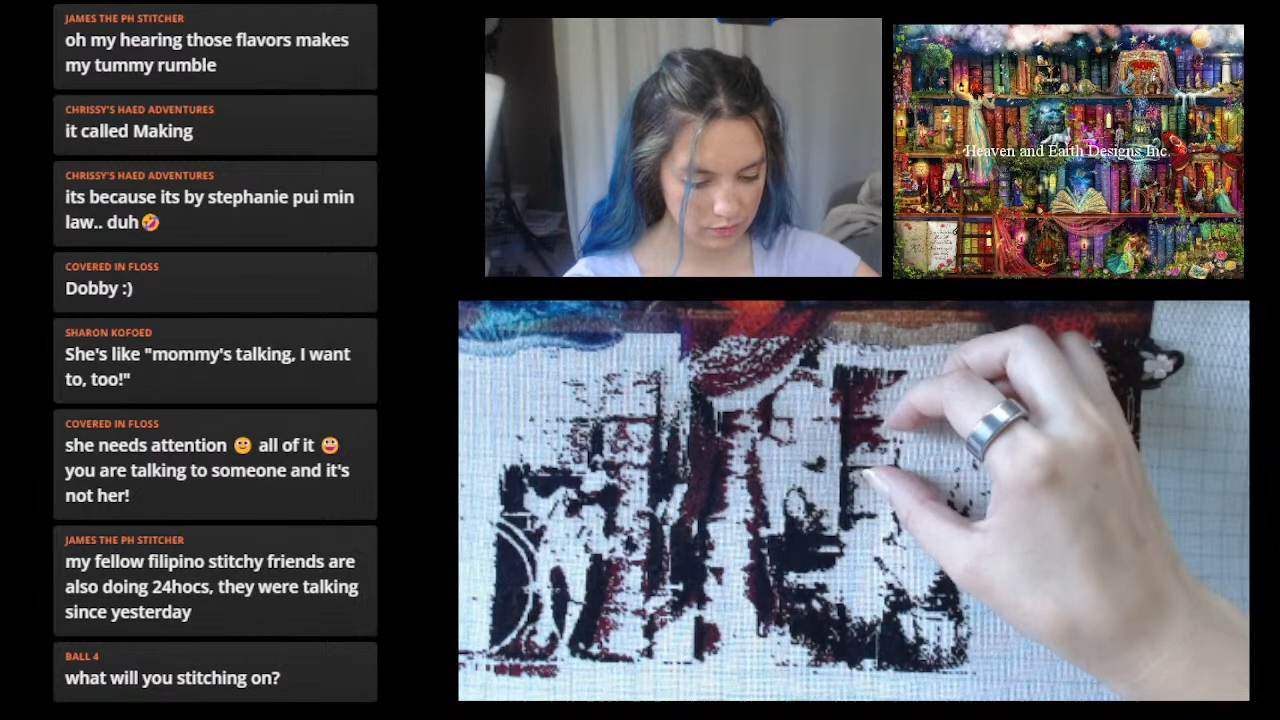 JAMES THE PH STITCHER
oh my hearing those flavors makes
my tummy rumble
CHRISSY'S HAED ADVENTURES
it called Making
CHRISSY'S HAED ADVENTURES
its because its by stephanie pui min
law.. duh🤣
COVERED IN FLOSS
Dobby :)
SHARON KOFOED
She's like "mommy's talking, I want
to, too!"
COVERED IN FLOSS
she needs attention 🙂 all of it 😀
you are talking to someone and it's
not her!
JAMES THE PH STITCHER
my fellow filipino stitchy friends are
also doing 24hocs, they were talking
since yesterday
BALL 4
what will you stitching on?
Heaven and Earth Designs Inc.